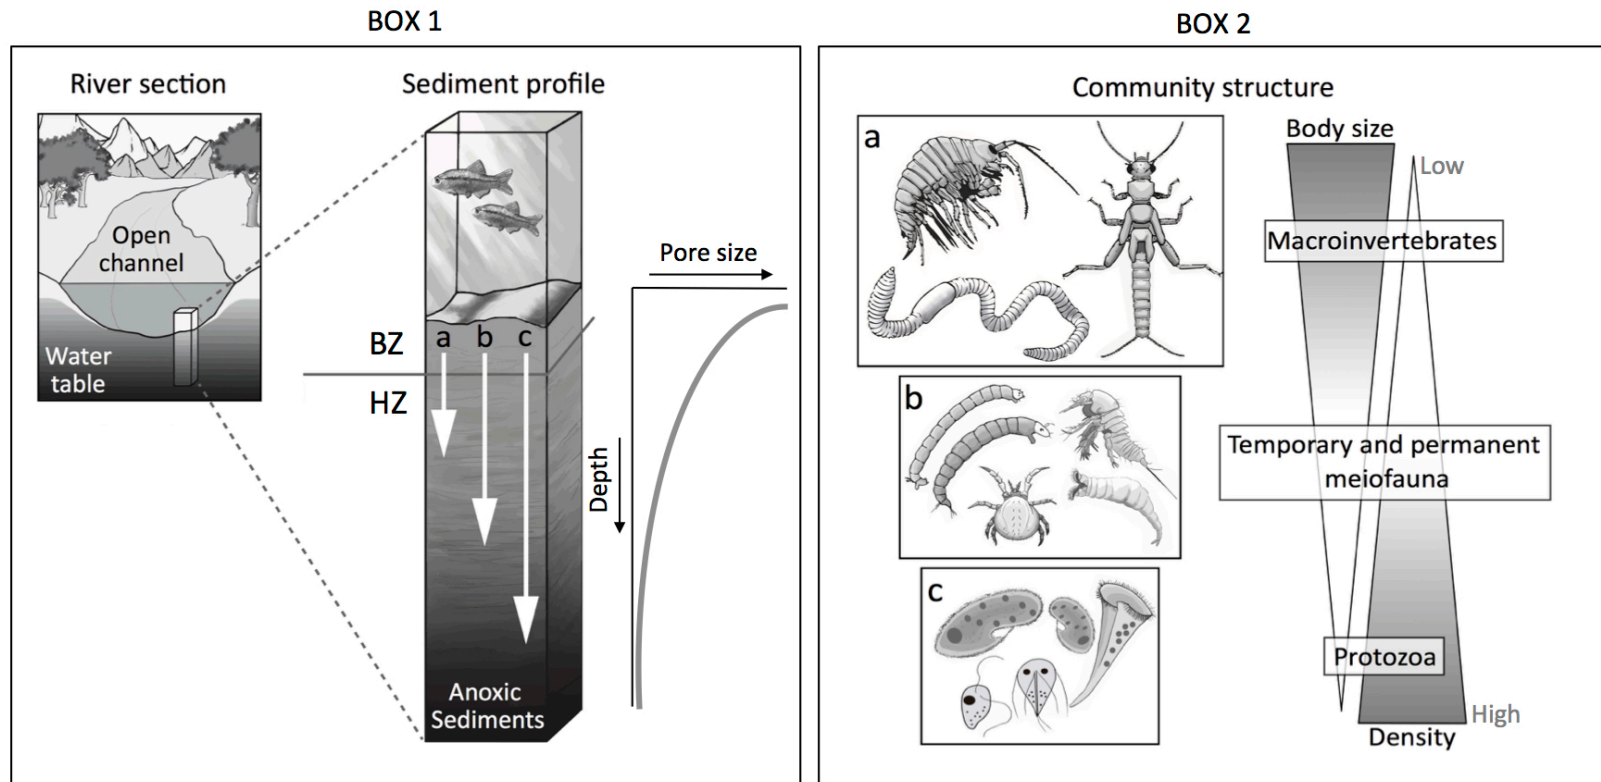 BOX 1
River section
Open
channel
Water
table
Sediment profile
a b c
BZ
HZ
Anoxic
Sediments
Pore size
Depth
BOX 2
Community structure
a
b
c
Body size
Low
Macroinvertebrates
Temporary and permanent
meiofauna
Protozoa
High
Density